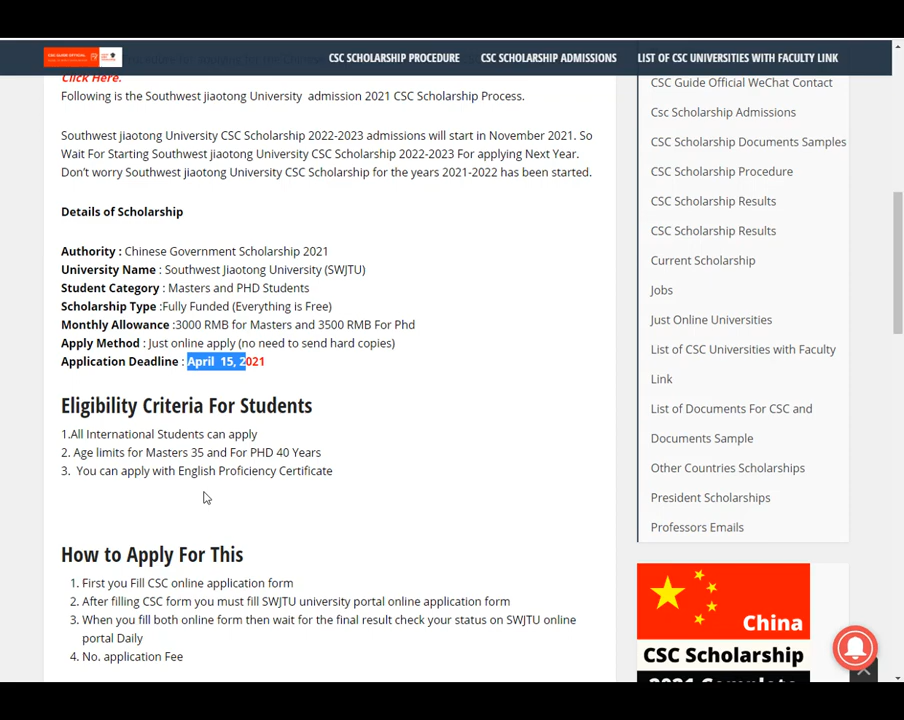 CSC GUIDE OFFICIAL
CSC SCHOLARSHIP PROCEDURE
CSC SCHOLARSHIP ADMISSIONS
LIST OF CSC UNIVERSITIES WITH FACULTY LINK
Click Here.
Following is the Southwest jiaotong University admission 2021 CSC Scholarship Process.
Southwest jiaotong University CSC Scholarship 2022-2023 admissions will start in November 2021. So
Wait For Starting Southwest jiaotong University CSC Scholarship 2022-2023 For applying Next Year.
Don't worry Southwest jiaotong University CSC Scholarship for the years 2021-2022 has been started.
Details of Scholarship
Authority : Chinese Government Scholarship 2021
University Name : Southwest Jiaotong University (SWJTU)
Student Category : Masters and PHD Students
Scholarship Type :Fully Funded (Everything is Free)
Monthly Allowance :3000 RMB for Masters and 3500 RMB For Phd
Apply Method : Just online apply (no need to send hard copies)
Application Deadline : April 15, 2021
Eligibility Criteria For Students
1.All International Students can apply
2. Age limits for Masters 35 and For PHD 40 Years
3. You can apply with English Proficiency Certificate
How to Apply For This
1. First you Fill CSC online application form
2. After filling CSC form you must fill SWJTU university portal online application form
3. When you fill both online form then wait for the final result check your status on SWJTU online
portal Daily
4. No. application Fee
CSC Guide Official WeChat Contact
Csc Scholarship Admissions
CSC Scholarship Documents Samples
CSC Scholarship Procedure
CSC Scholarship Results
CSC Scholarship Results
Current Scholarship
Jobs
Just Online Universities
List of CSC Universities with Faculty
Link
List of Documents For CSC and
Documents Sample
Other Countries Scholarships
President Scholarships
Professors Emails
China
CSC Scholarship
2021 Complete